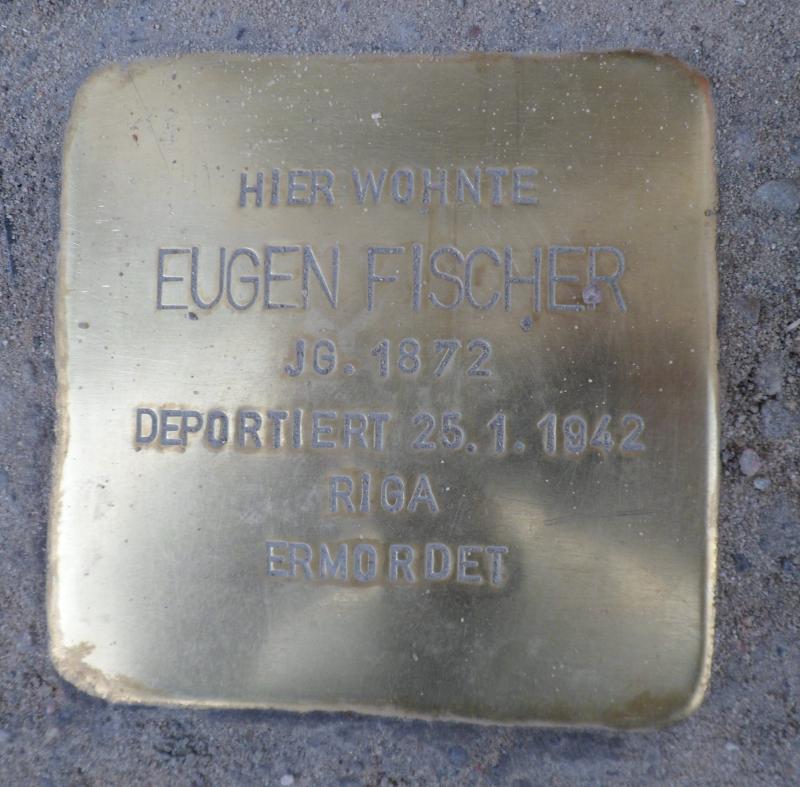 HIER WOHNTE
EUGEN FISCHER
JG. 1872
DEPORTIERT 25.1.1942
RIGA
ERMORDET